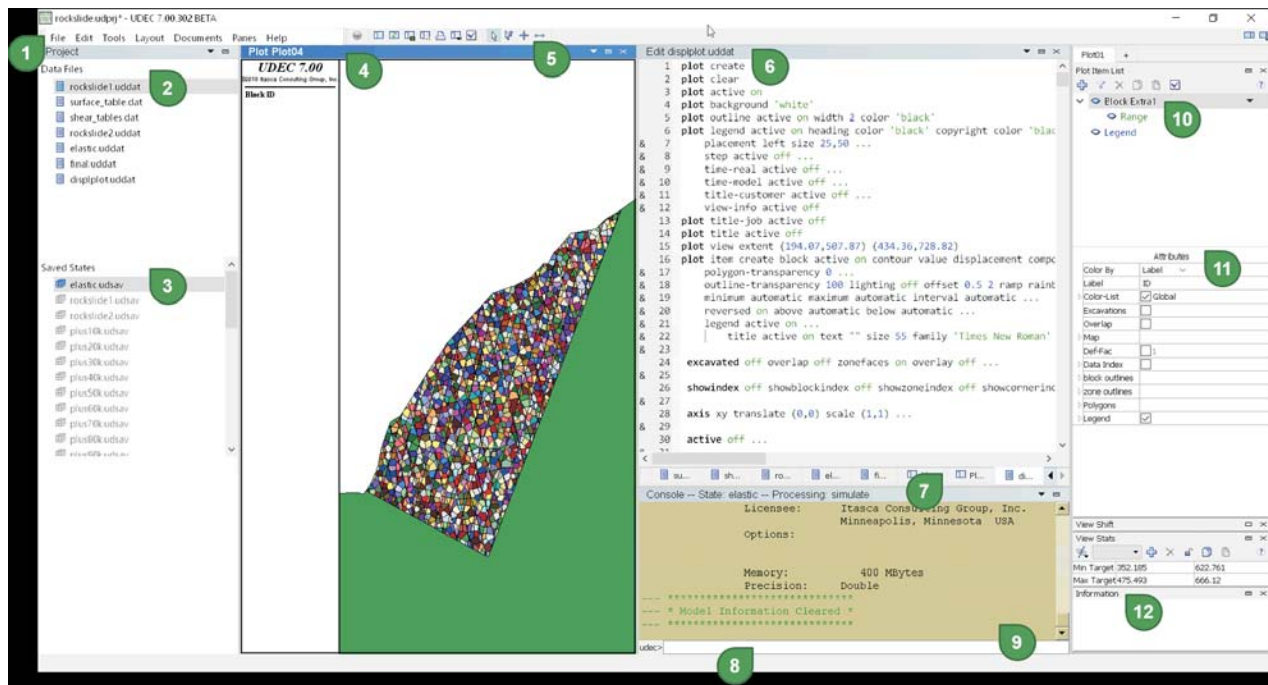 rockslide.udprj* - UDEC 7.00.302 BETA
File Edit Tools Layout Documents Panes Help
1
Project
Data Files
rockslide1.uddat
2
surface_table.dat
shear_tables.dat
rockslide2.uddat
elastic.uddat
final.uddat
displplot.uddat
Saved States
elastic.udsav
3
rockslide1.udsav
rockslide2.udsav
plus10k.udsav
plus20k.udsav
plus30k.udsav
plus40k.udsav
plus50k.udsav
plus60k.udsav
plus70k.udsav
plus80k.udsav
plus90k.udsav
Plot Plot04
4
5
UDEC 7.00
©2018 Itasca Consulting Group, Inc.
Block ID
Edit displplot.uddat
6
1 plot create
2 plot clear
3 plot active on
4 plot background 'white'
5 plot outline active on width 2 color 'black'
6 plot legend active on heading color 'black' copyright color 'blac
& 7 placement left size 25,50 ...
& 8 step active off ...
& 9 time-real active off ...
& 10 time-model active off ...
& 11 title-customer active off ...
& 12 view-info active off
13 plot title-job active off
14 plot title active off
15 plot view extent (194.07,507.87) (434.36,728.82)
16 plot item create block active on contour value displacement compo
& 17 polygon-transparency 0 ...
& 18 outline-transparency 100 lighting off offset 0.5 2 ramp rainb
& 19 minimum automatic maximum automatic interval automatic ...
& 20 reversed on above automatic below automatic ...
& 21 legend active on ...
& 22 title active on text "" size 55 family 'Times New Roman'
& 23
24 excavated off overlap off zonefaces on overlay off ...
& 25
26 showindex off showblockindex off showzoneindex off showcornerinc
& 27
28 axis xy translate (0,0) scale (1,1) ...
& 29
30 active off ...
su... sh... ro... el... fi... Pl... di...
7
Console -- State: elastic -- Processing: simulate
Licensee: Itasca Consulting Group, Inc.
Minneapolis, Minnesota USA
Options:
Memory: 400 MBytes
Precision: Double
--- *****************************
--- * Model Information Cleared *
--- *****************************
9
udec>
8
Plot01 +
Plot Item List
Block Extra1
Range
10
Legend
Attributes
11
Color By Label
Label ID
Color-List Global
Excavations
Overlap
Map
Def-Fac 1
Data Index
block outlines
zone outlines
Polygons
Legend
View Shift
View Stats
Min Target 352.185 622.761
Max Target 475.493 666.12
Information
12